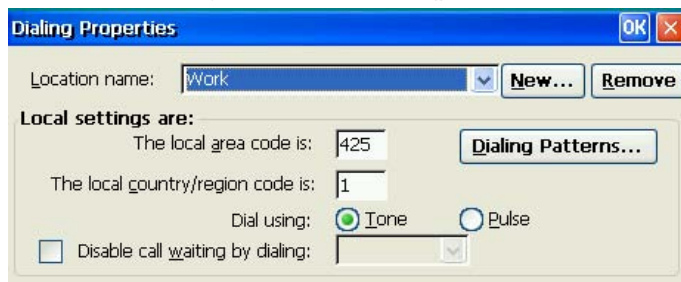 Dialing Properties OK
Location name: Work New... Remove
Local settings are:
The local area code is: 425 Dialing Patterns...
The local country/region code is: 1
Dial using: Tone Pulse
Disable call waiting by dialing: